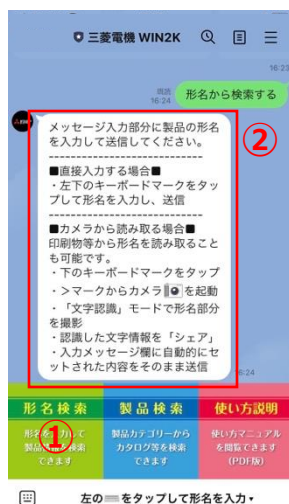 三菱電機 WIN2K
16:23
既読
16:24
形名から検索する
メッセージ入力部分に製品の形名
を入力して送信してください。
---------------------------
■直接入力する場合■
・左下のキーボードマークをタッ
プして形名を入力し、送信
---------------------------
■カメラから読み取る場合■
印刷物等から形名を読み取ること
も可能です。
・下のキーボードマークをタップ
・>マークからカメラを起動
・「文字認識」モードで形名部分
を撮影
・認識した文字情報を「シェア」
・入力メッセージ欄に自動的にセ
ットされた内容をそのまま送信
②
16:24
形名検索
製品検索
使い方説明
①
できます
製品カテゴリーから
カタログ等を検索
できます
使い方マニュアル
を閲覧できます
(PDF版)
左の をタップして形名を入力▾